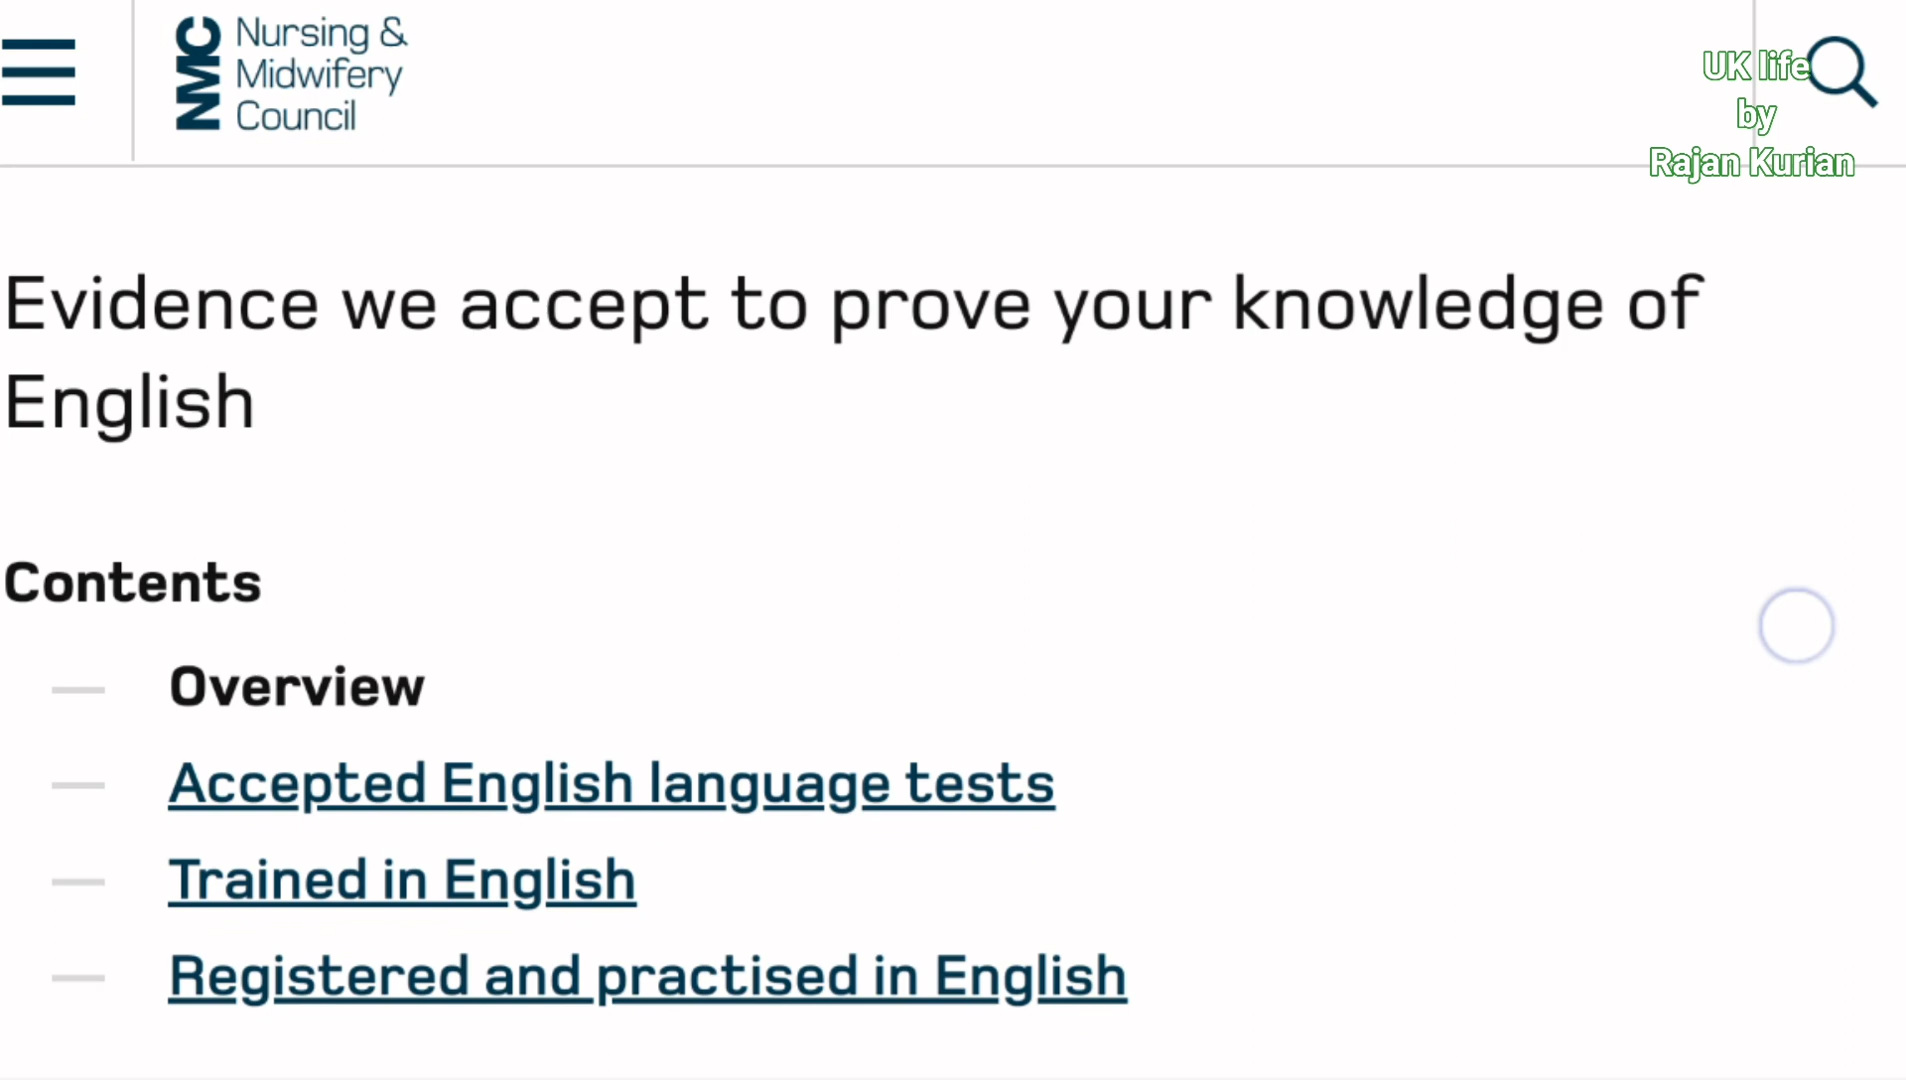 NMC
Nursing &
Midwifery
Council
UK life
by
Rajan Kurian
Evidence we accept to prove your knowledge of
English
Contents
Overview
Accepted English language tests
Trained in English
Registered and practised in English